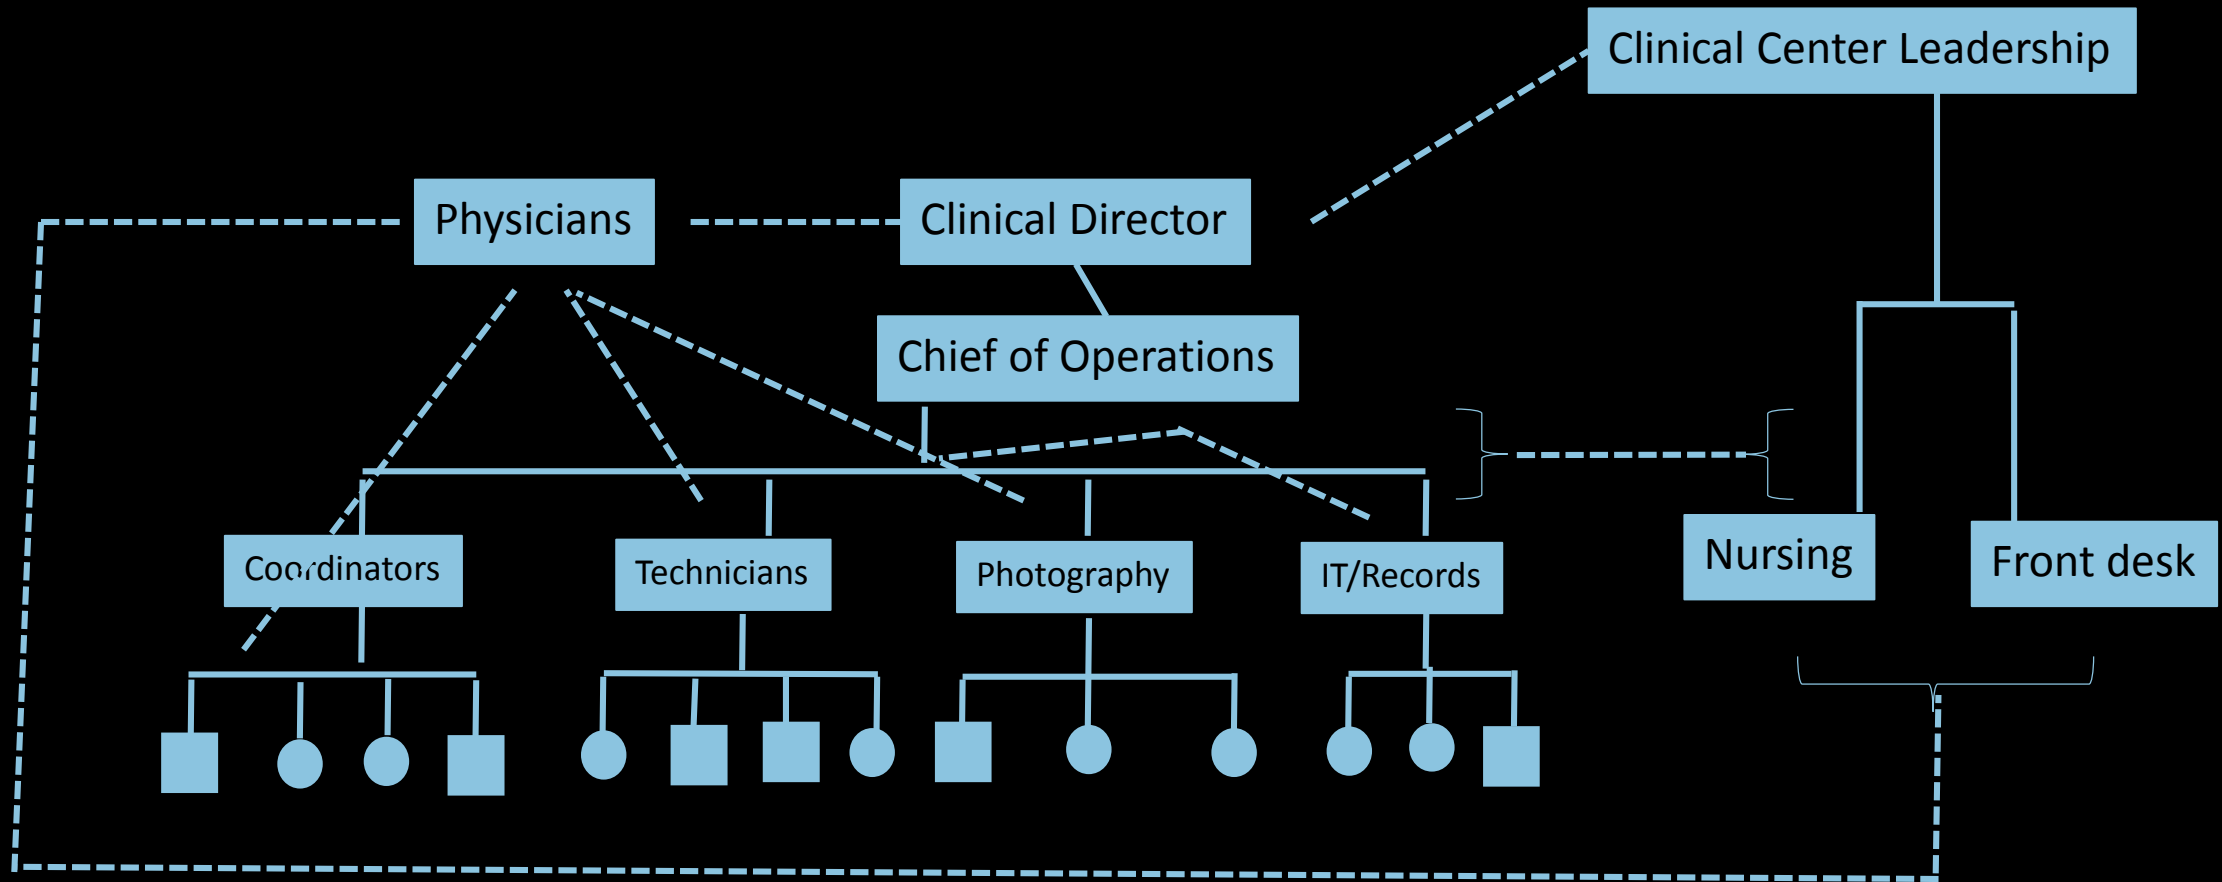 Clinical Center Leadership
Physicians
Clinical Director
Chief of Operations
Coordinators
Technicians
Photography
IT/Records
Nursing
Front desk